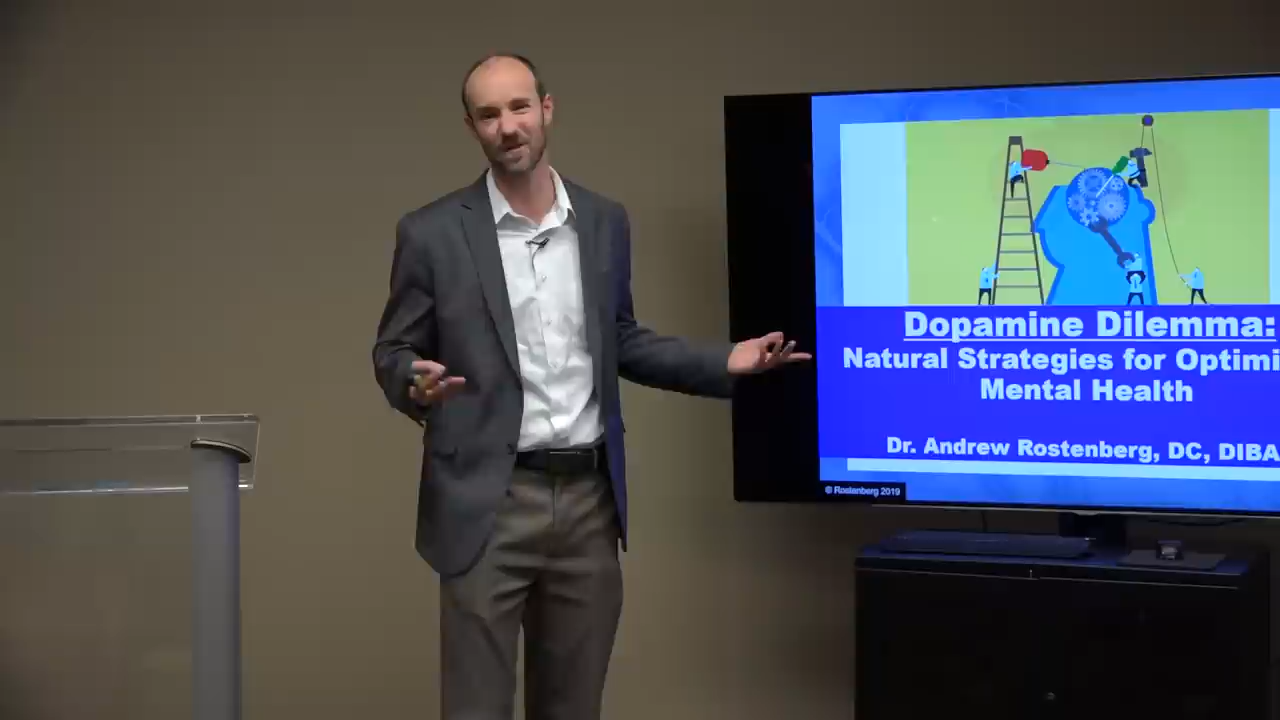 Dopamine Dilemma:
Natural Strategies for Optimi
Mental Health
Dr. Andrew Rostenberg, DC, DIBA
© Rostenberg 2019